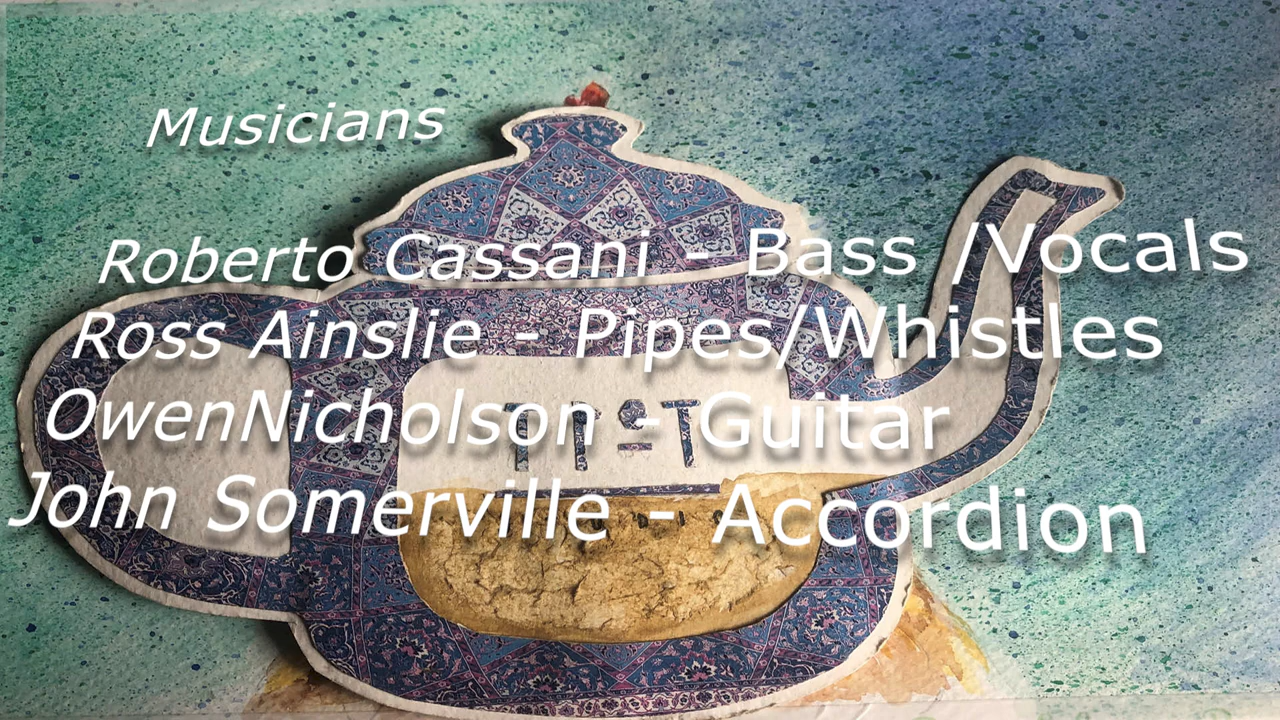 Musicians
Roberto Cassani - Bass /Vocals
Ross Ainslie - Pipes/Whistles
OwenNicholson - Guitar
John Somerville - Accordion